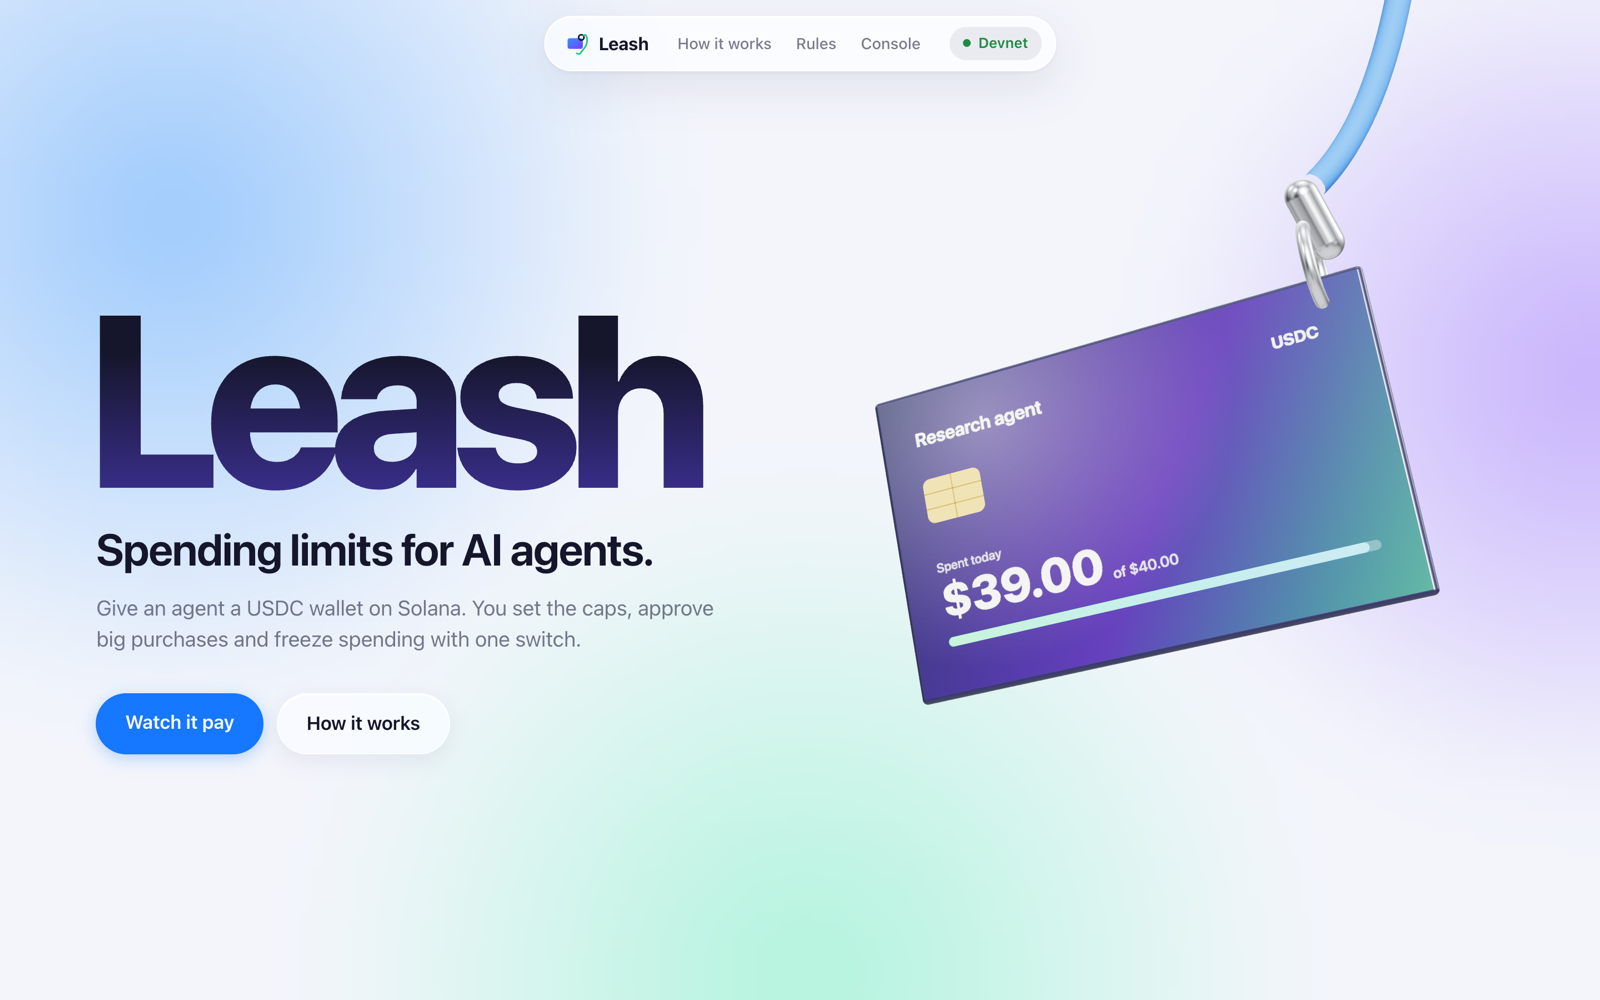 Leash
How it works
Rules
Console
Devnet
Leash
Spending limits for AI agents.
Give an agent a USDC wallet on Solana. You set the caps, approve
big purchases and freeze spending with one switch.
Watch it pay
How it works
USDC
Research agent
Spent today
$39.00 of $40.00